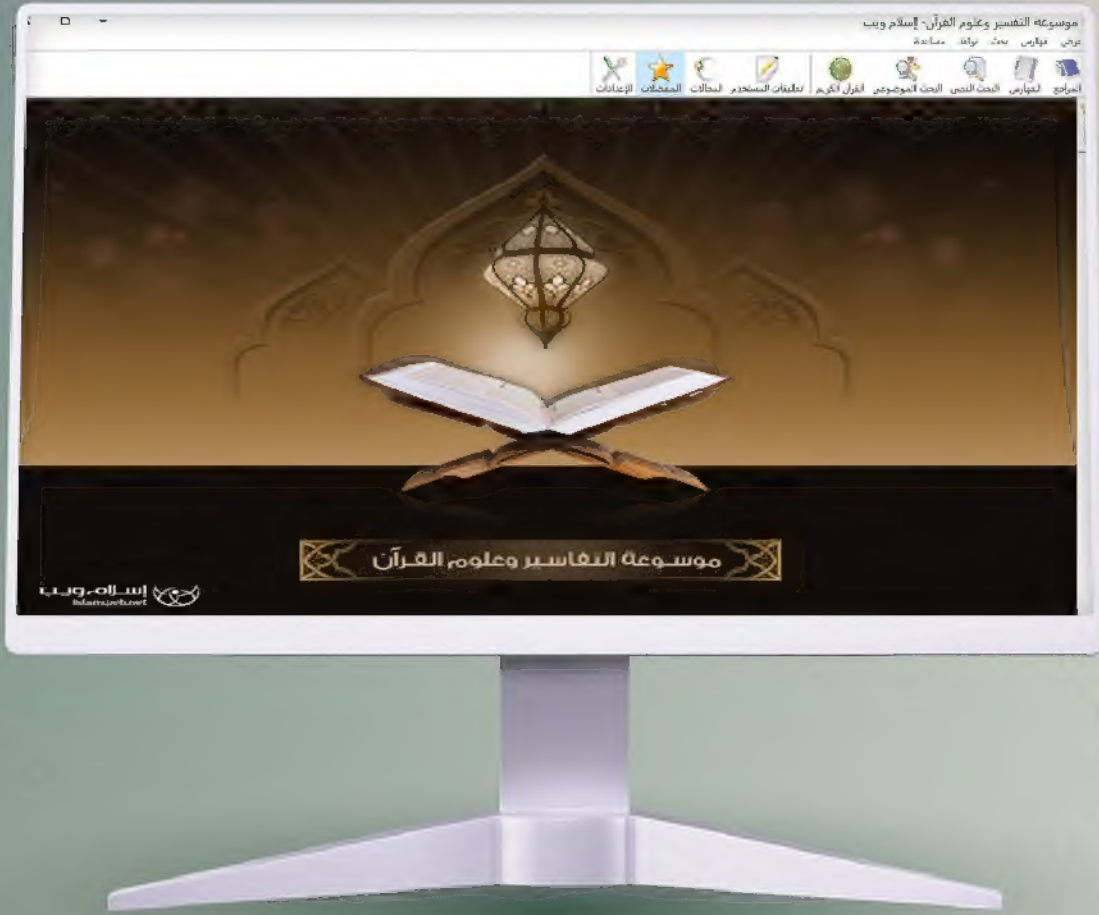 موسوعة التفسير وعلوم القرآن- إسلام ويب
عرض فهارس بحث نوافذ مساعدة
المراجع الفهارس البحث النصي البحث الموضوعي القرآن الكريم تعليقات المستخدم المجالات المفضلات الإعدادات
موسوعة التفاسير وعلوم القرآن
إسلام ويب
islamweb.net